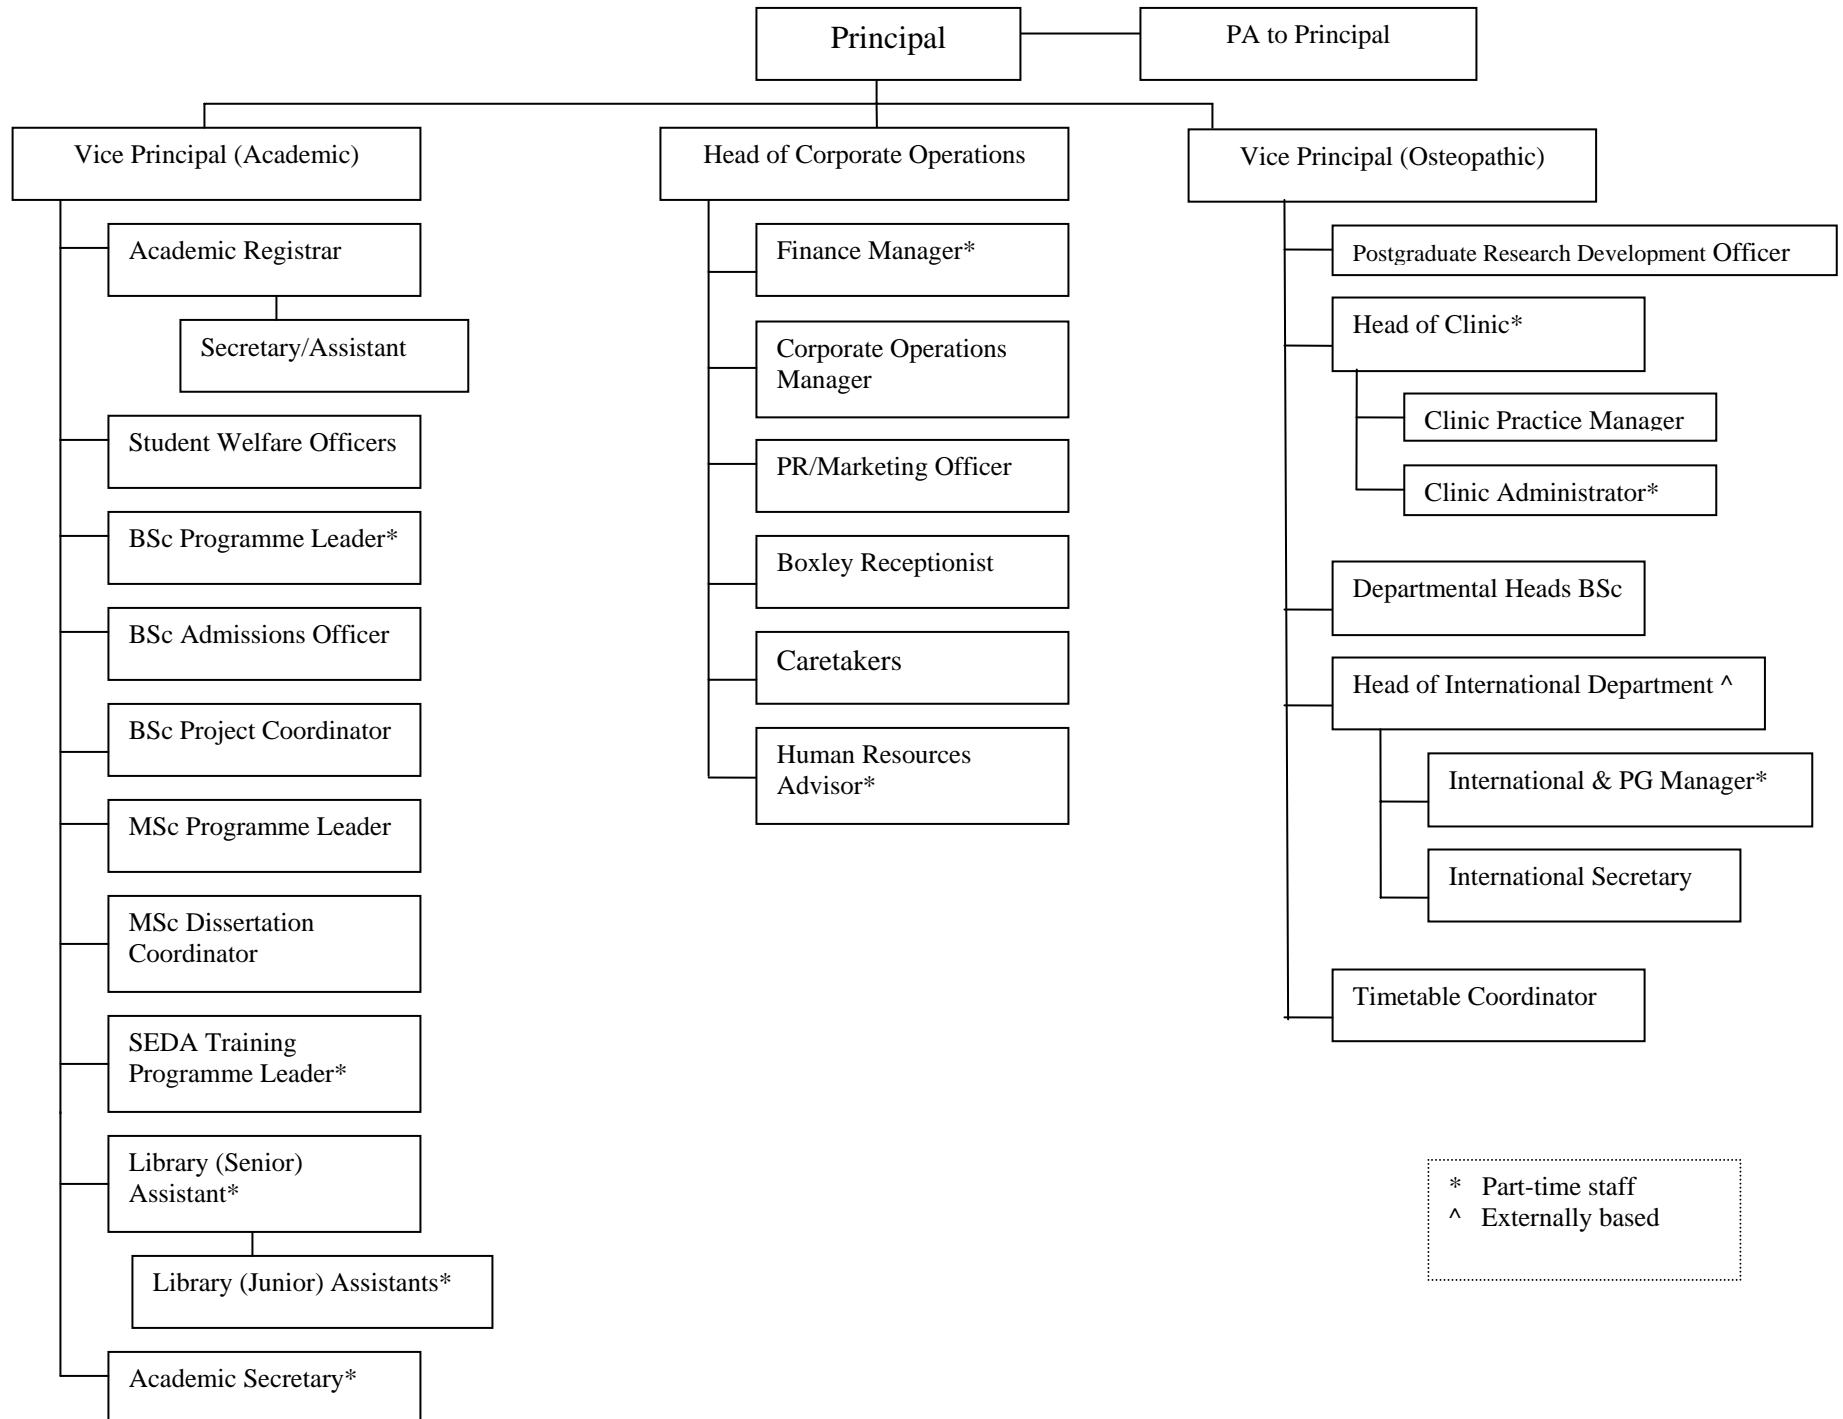 Principal
PA to Principal
Vice Principal (Academic)
Head of Corporate Operations
Vice Principal (Osteopathic)
Academic Registrar
Secretary/Assistant
Student Welfare Officers
BSc Programme Leader*
BSc Admissions Officer
BSc Project Coordinator
MSc Programme Leader
MSc Dissertation
Coordinator
SEDA Training
Programme Leader*
Library (Senior)
Assistant*
Library (Junior) Assistants*
Academic Secretary*
Finance Manager*
Corporate Operations
Manager
PR/Marketing Officer
Boxley Receptionist
Caretakers
Human Resources
Advisor*
Postgraduate Research Development Officer
Head of Clinic*
Clinic Practice Manager
Clinic Administrator*
Departmental Heads BSc
Head of International Department ^
International & PG Manager*
International Secretary
Timetable Coordinator
* Part-time staff
^ Externally based